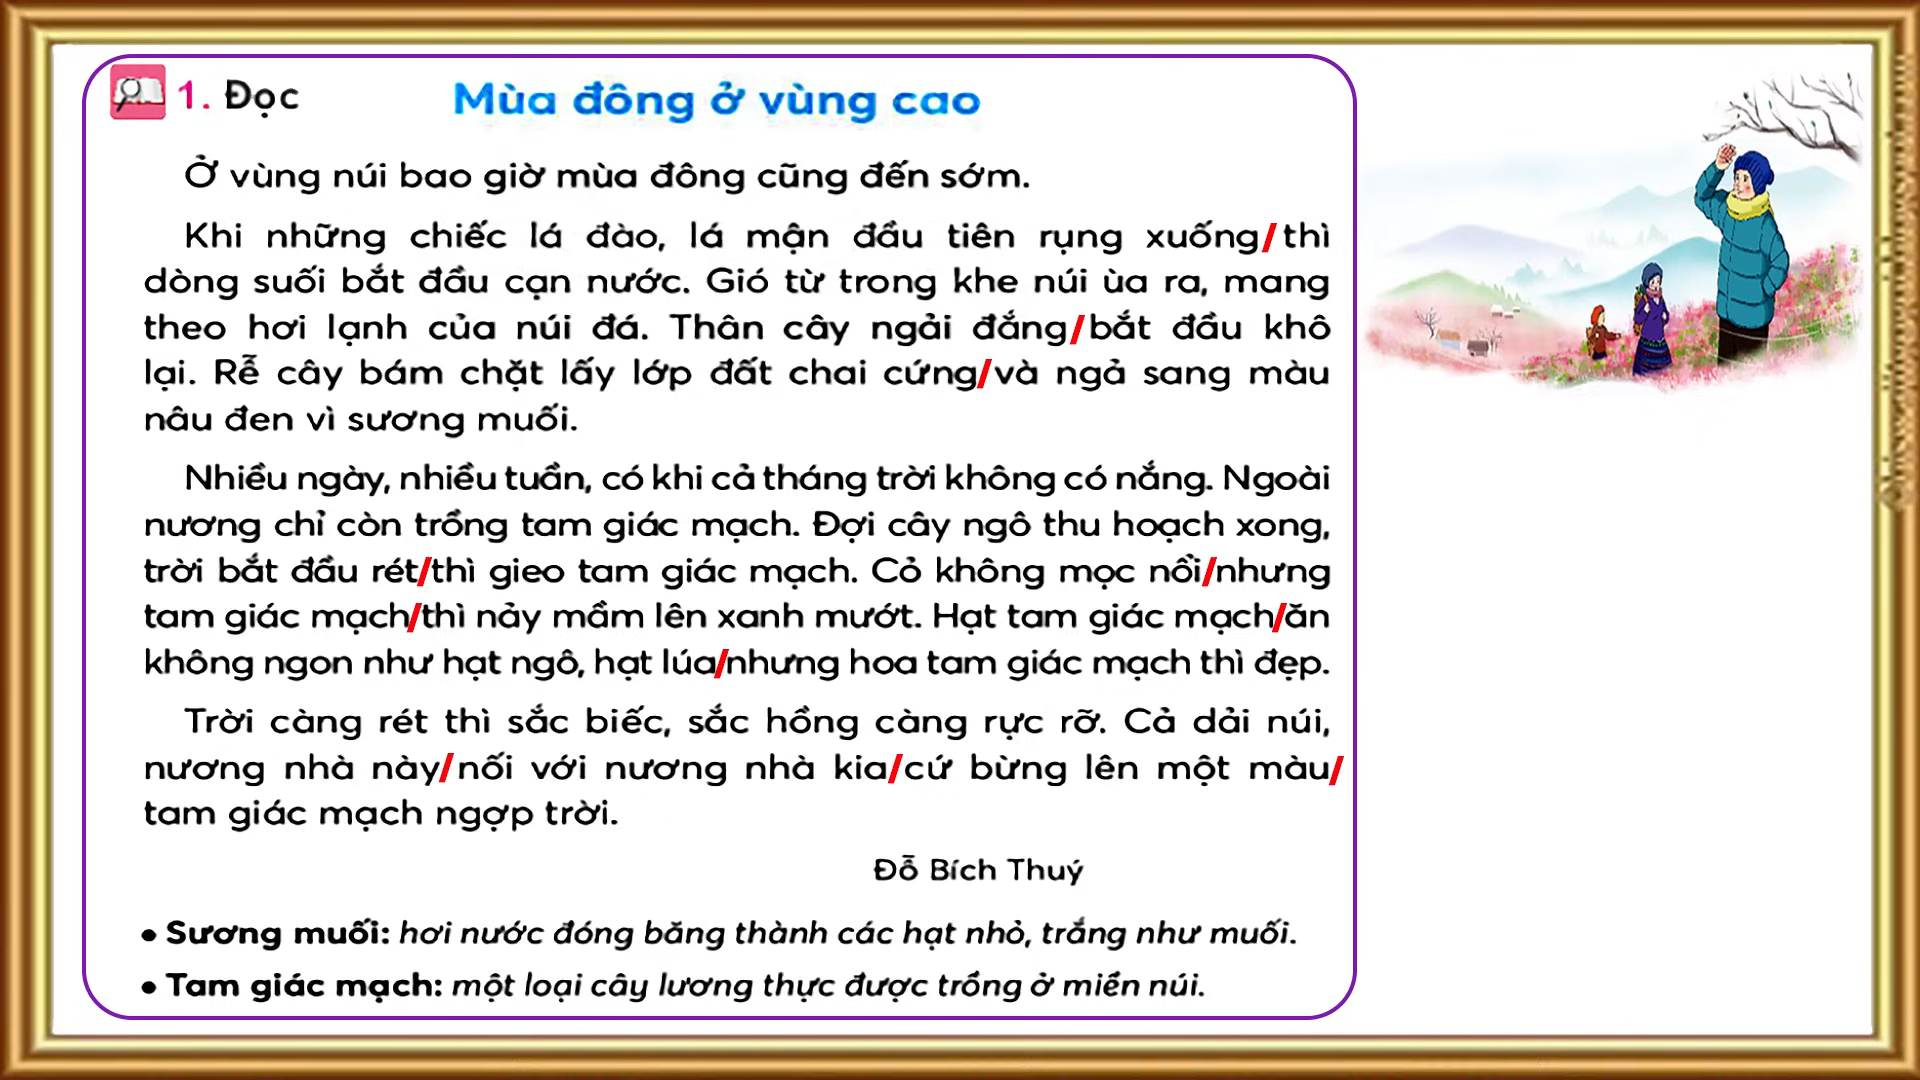 1. Đọc
Mùa đông ở vùng cao
Ở vùng núi bao giờ mùa đông cũng đến sớm.
Khi những chiếc lá đào, lá mận đầu tiên rụng xuống/thì
dòng suối bắt đầu cạn nước. Gió từ trong khe núi ùa ra, mang
theo hơi lạnh của núi đá. Thân cây ngải đắng/bắt đầu khô
lại. Rễ cây bám chặt lấy lớp đất chai cứng/và ngả sang màu
nâu đen vì sương muối.
Nhiều ngày, nhiều tuần, có khi cả tháng trời không có nắng. Ngoài
nương chỉ còn trồng tam giác mạch. Đợi cây ngô thu hoạch xong,
trời bắt đầu rét/thì gieo tam giác mạch. Cỏ không mọc nổi/nhưng
tam giác mạch/thì nảy mầm lên xanh mướt. Hạt tam giác mạch/ăn
không ngon như hạt ngô, hạt lúa/nhưng hoa tam giác mạch thì đẹp.
Trời càng rét thì sắc biếc, sắc hồng càng rực rỡ. Cả dải núi,
nương nhà này/nối với nương nhà kia/cứ bừng lên một màu/
tam giác mạch ngợp trời.
Đỗ Bích Thuý
• Sương muối: hơi nước đóng băng thành các hạt nhỏ, trắng như muối.
• Tam giác mạch: một loại cây lương thực được trồng ở miền núi.